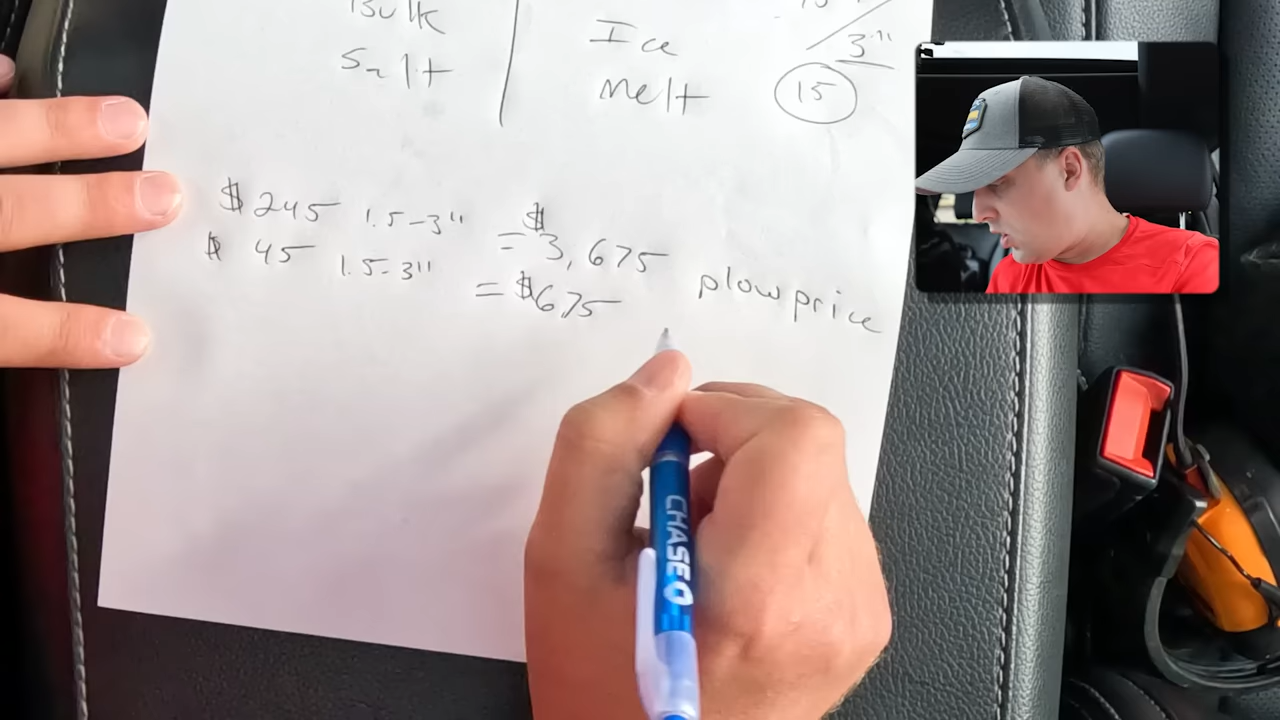 Bulk
Salt
Ice
melt
3"
15
$ 245 1.5-3" = $3,675 plow price
$ 45 1.5-3" = $675
CHASE